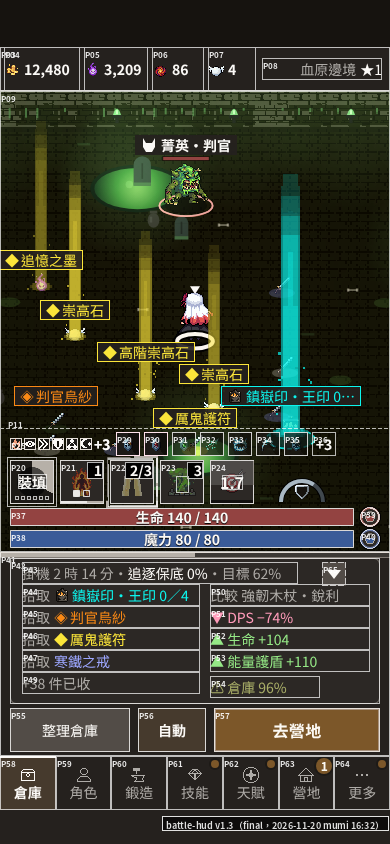 P04 12,480 P05 3,209 P06 86 P07 4 P08 血原邊境 ★1
P09
菁英・判官
追憶之墨
崇高石
高階崇高石
崇高石
判官烏紗
鎮獄印・王印 0…
厲鬼護符
P11
+3 P29 P30 P31 P32 P33 P34 P35 P36 +3
P20 裝填 P21 1 P22 2/3 P23 3 P24 1.7
P37 生命 140 / 140
P38 魔力 80 / 80
P41
掛機 2 時 14 分・追逐保底 0%・目標 62%
P44 拾取 鎮獄印・王印 0／4
P50 比較 強韌木杖・銳利
P45 拾取 判官烏紗
P51 DPS −74%
P46 拾取 厲鬼護符
P52 生命 +104
P47 拾取 寒鐵之戒
P53 能量護盾 +110
P49 +38 件已收
P54 倉庫 96%
P55 整理倉庫
P56 自動
P57 去營地
P58 倉庫
P59 角色
P60 鍛造
P61 技能
P62 天賦
P63 營地 1
P64 更多
battle-hud v1.3（final，2026-11-20 mumi 16:32）